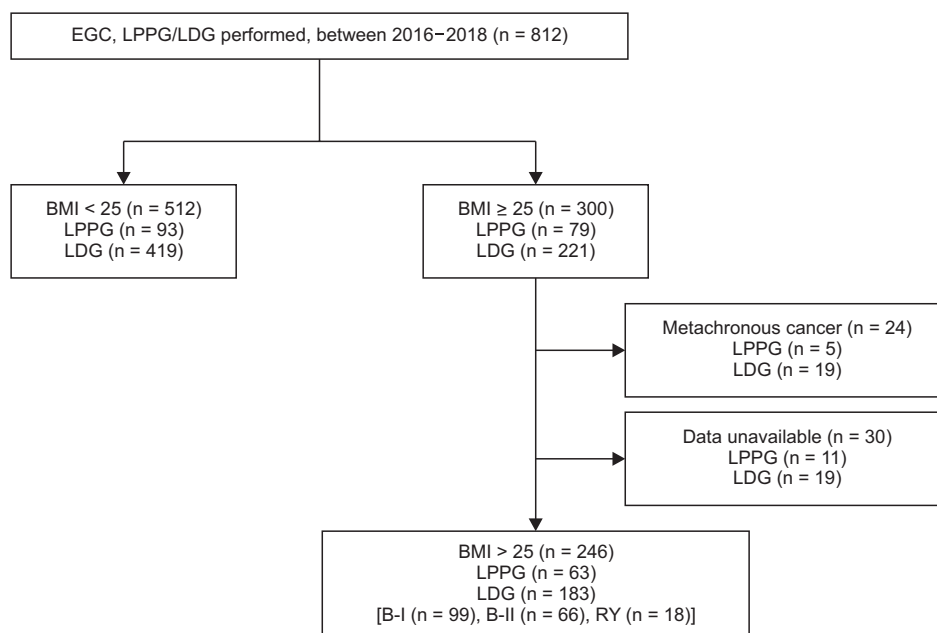 EGC, LPPG/LDG performed, between 2016−2018 (n = 812)
BMI < 25 (n = 512)
LPPG (n = 93)
LDG (n = 419)
BMI ≥ 25 (n = 300)
LPPG (n = 79)
LDG (n = 221)
Metachronous cancer (n = 24)
LPPG (n = 5)
LDG (n = 19)
Data unavailable (n = 30)
LPPG (n = 11)
LDG (n = 19)
BMI > 25 (n = 246)
LPPG (n = 63)
LDG (n = 183)
[B-I (n = 99), B-II (n = 66), RY (n = 18)]